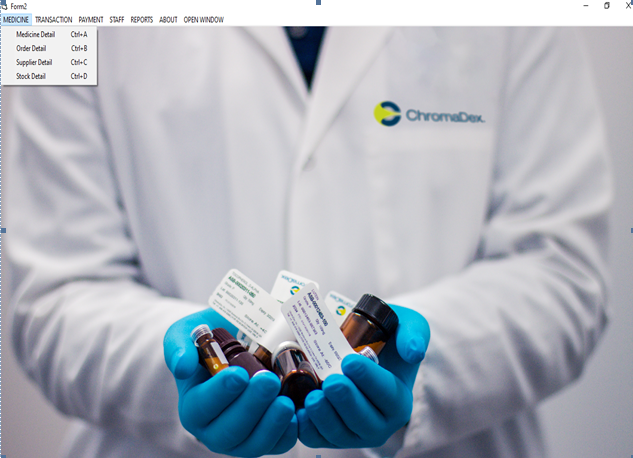 Form2
MEDICINE TRANSACTION PAYMENT STAFF REPORTS ABOUT OPEN WINDOW
Medicine Detail Ctrl+A
Order Detail Ctrl+B
Supplier Detail Ctrl+C
Stock Detail Ctrl+D
ChromaDex